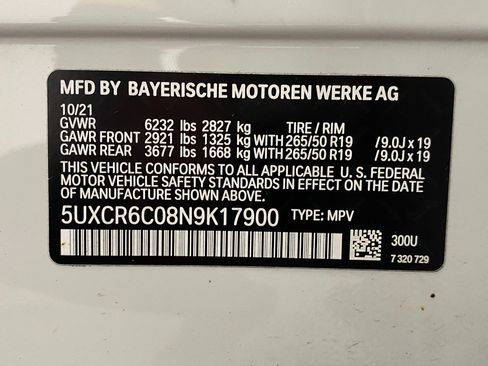 MFD BY BAYERISCHE MOTOREN WERKE AG
10/21
GVWR 6232 lbs 2827 kg TIRE / RIM
GAWR FRONT 2921 lbs 1325 kg WITH 265/50 R19 /9.0J x 19
GAWR REAR 3677 lbs 1668 kg WITH 265/50 R19 /9.0J x 19
THIS VEHICLE CONFORMS TO ALL APPLICABLE U. S. FEDERAL
MOTOR VEHICLE SAFETY STANDARDS IN EFFECT ON THE DATE
OF MANUFACTURE SHOWN ABOVE.
5UXCR6C08N9K17900 TYPE: MPV
300U
7 320 729